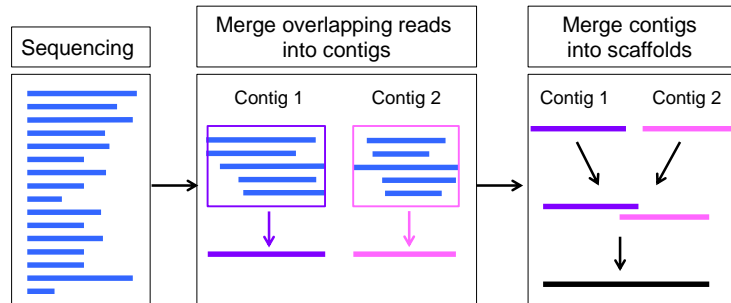 Sequencing
Merge overlapping reads
into contigs
Merge contigs
into scaffolds
Contig 1
Contig 2
Contig 1
Contig 2